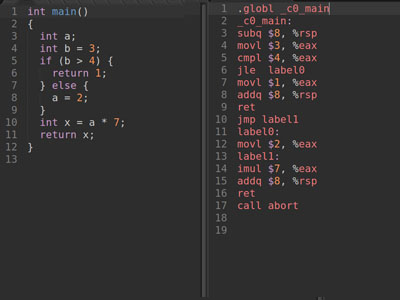 1 int main()
2 {
3 int a;
4 int b = 3;
5 if (b > 4) {
6 return 1;
7 } else {
8 a = 2;
9 }
10 int x = a * 7;
11 return x;
12 }
13
1 .globl _c0_main
2 _c0_main:
3 subq $8, %rsp
4 movl $3, %eax
5 cmpl $4, %eax
6 jle label0
7 movl $1, %eax
8 addq $8, %rsp
9 ret
10 jmp label1
11 label0:
12 movl $2, %eax
13 label1:
14 imul $7, %eax
15 addq $8, %rsp
16 ret
17 call abort
18
19